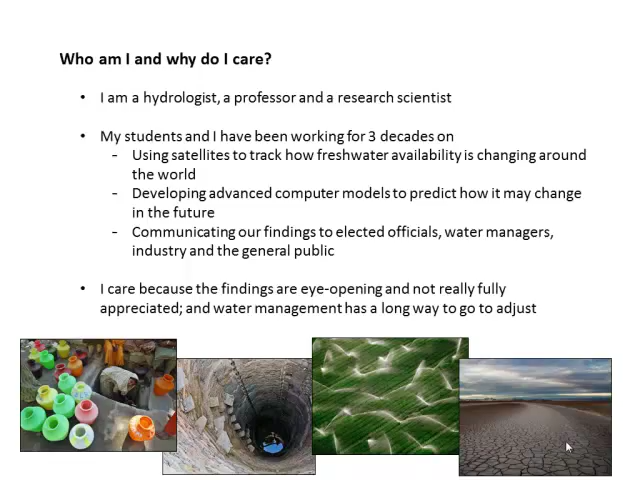 Who am I and why do I care?
• I am a hydrologist, a professor and a research scientist
• My students and I have been working for 3 decades on
- Using satellites to track how freshwater availability is changing around
the world
- Developing advanced computer models to predict how it may change
in the future
- Communicating our findings to elected officials, water managers,
industry and the general public
• I care because the findings are eye-opening and not really fully
appreciated; and water management has a long way to go to adjust